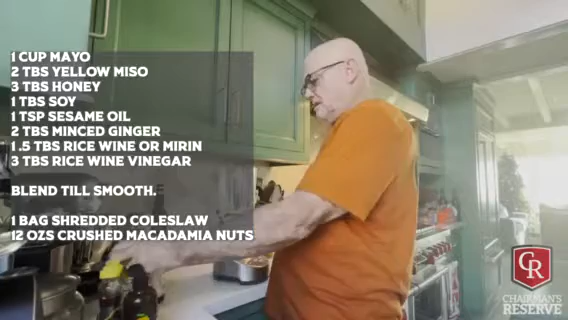 1 CUP MAYO
2 TBS YELLOW MISO
3 TBS HONEY
1 TBS SOY
1 TSP SESAME OIL
2 TBS MINCED GINGER
1 .5 TBS RICE WINE OR MIRIN
3 TBS RICE WINE VINEGAR
BLEND TILL SMOOTH.
1 BAG SHREDDED COLESLAW
12 OZS CRUSHED MACADAMIA NUTS
CR
CHAIRMAN'S
RESERVE